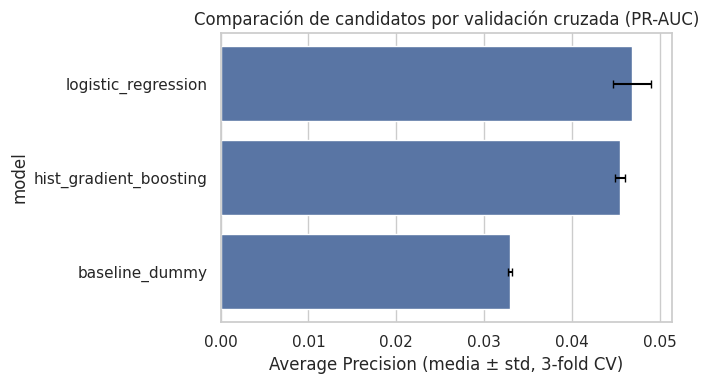 Comparación de candidatos por validación cruzada (PR-AUC)
model
logistic_regression
hist_gradient_boosting
baseline_dummy
0.00 0.01 0.02 0.03 0.04 0.05
Average Precision (media ± std, 3-fold CV)